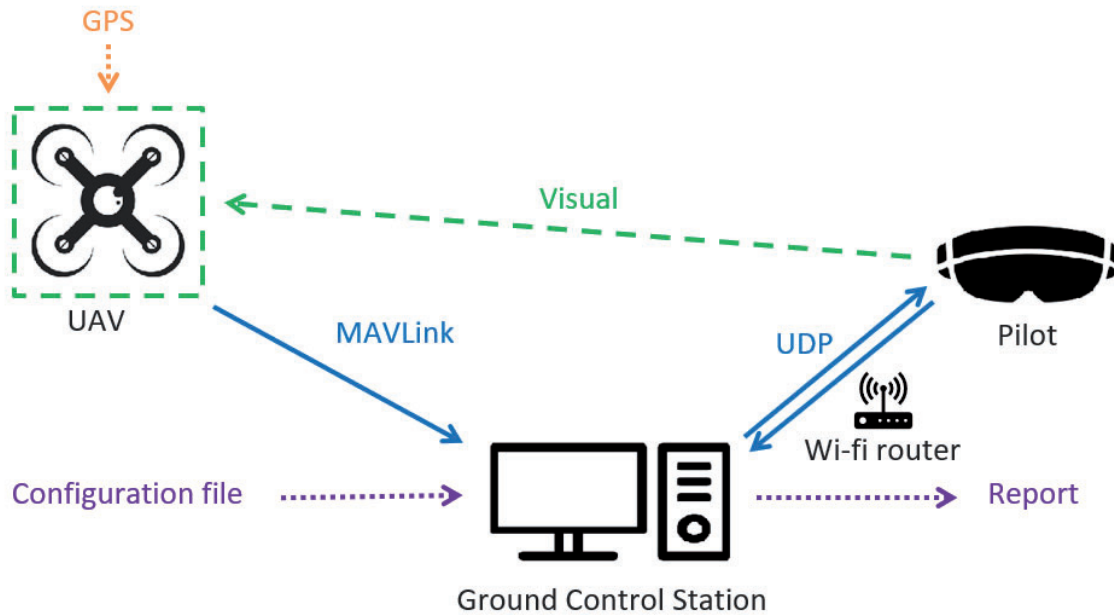 GPS
Visual
UAV
MAVLink
UDP
Pilot
Wi-fi router
Configuration file
Report
Ground Control Station